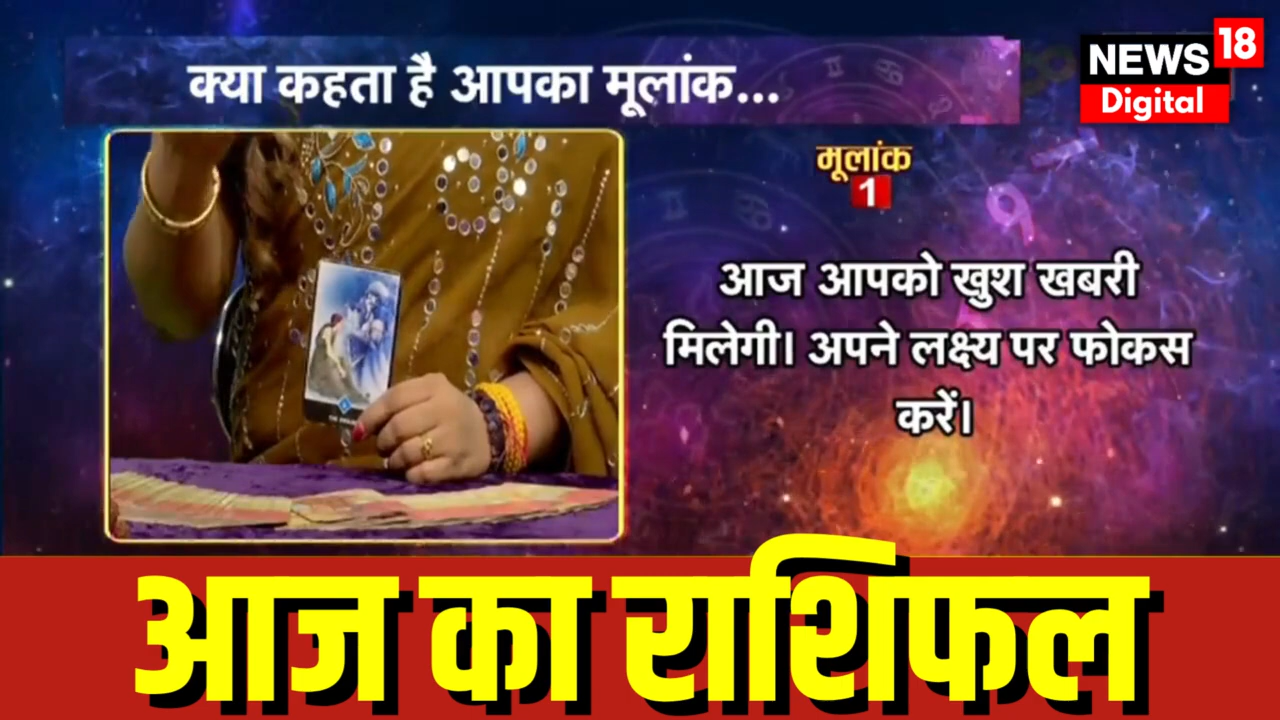 क्या कहता है आपका मूलांक...
NEWS 18
Digital
मूलांक
1
आज आपको खुश खबरी
मिलेगी। अपने लक्ष्य पर फोकस
करें।
आज का राशिफल